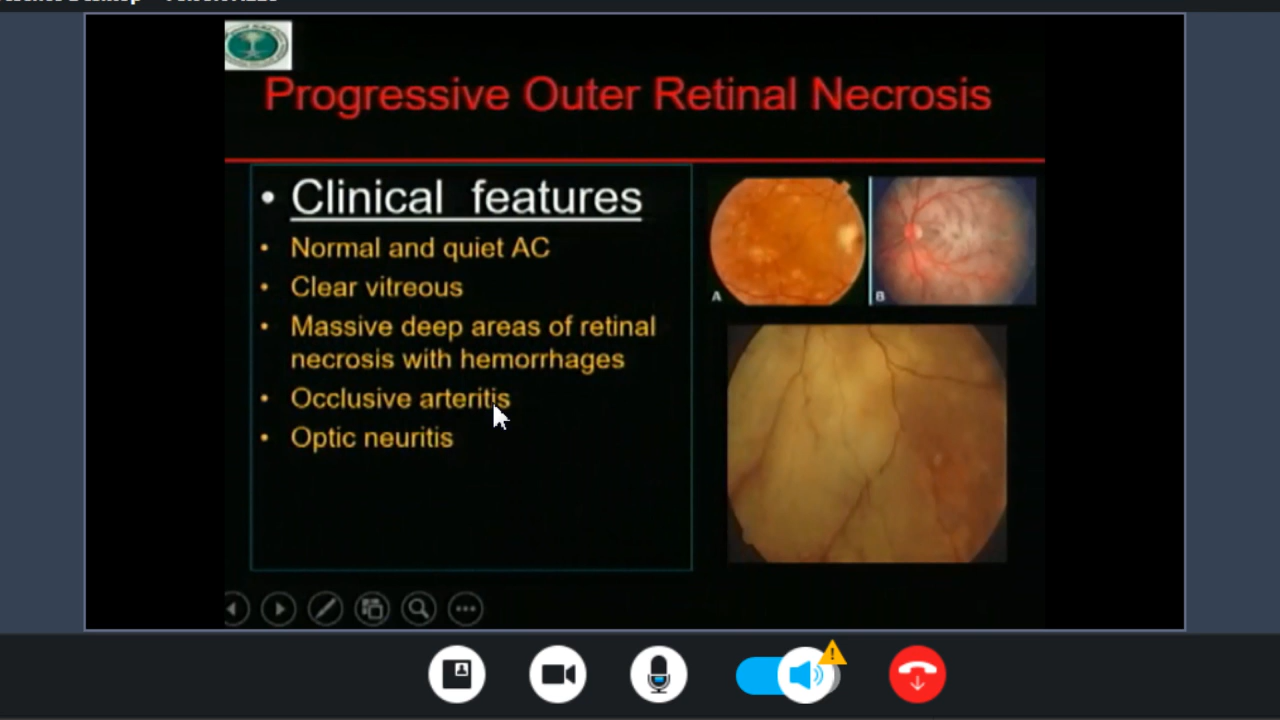 Progressive Outer Retinal Necrosis
• Clinical features
• Normal and quiet AC
• Clear vitreous
• Massive deep areas of retinal
necrosis with hemorrhages
• Occlusive arteritis
• Optic neuritis
A
B